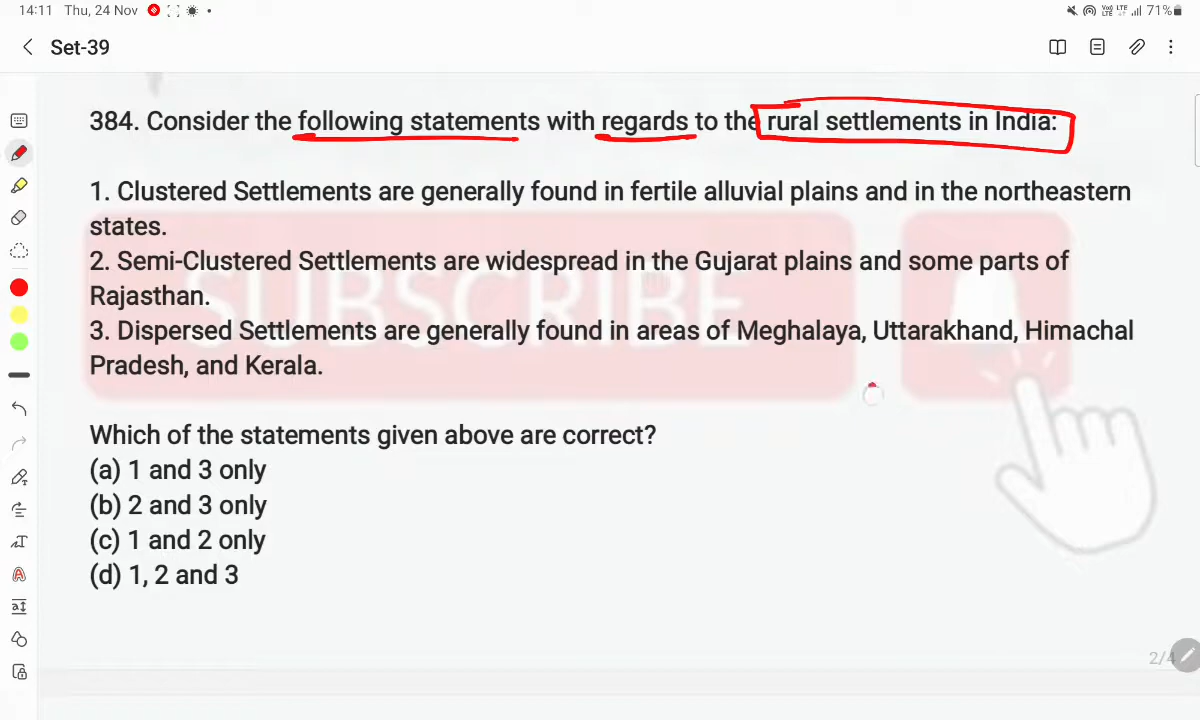 14:11 Thu, 24 Nov
71%
Set-39
384. Consider the following statements with regards to the rural settlements in India:
1. Clustered Settlements are generally found in fertile alluvial plains and in the northeastern
states.
2. Semi-Clustered Settlements are widespread in the Gujarat plains and some parts of
Rajasthan.
3. Dispersed Settlements are generally found in areas of Meghalaya, Uttarakhand, Himachal
Pradesh, and Kerala.
SUBSCRIBE
Which of the statements given above are correct?
(a) 1 and 3 only
(b) 2 and 3 only
(c) 1 and 2 only
(d) 1, 2 and 3
2/4